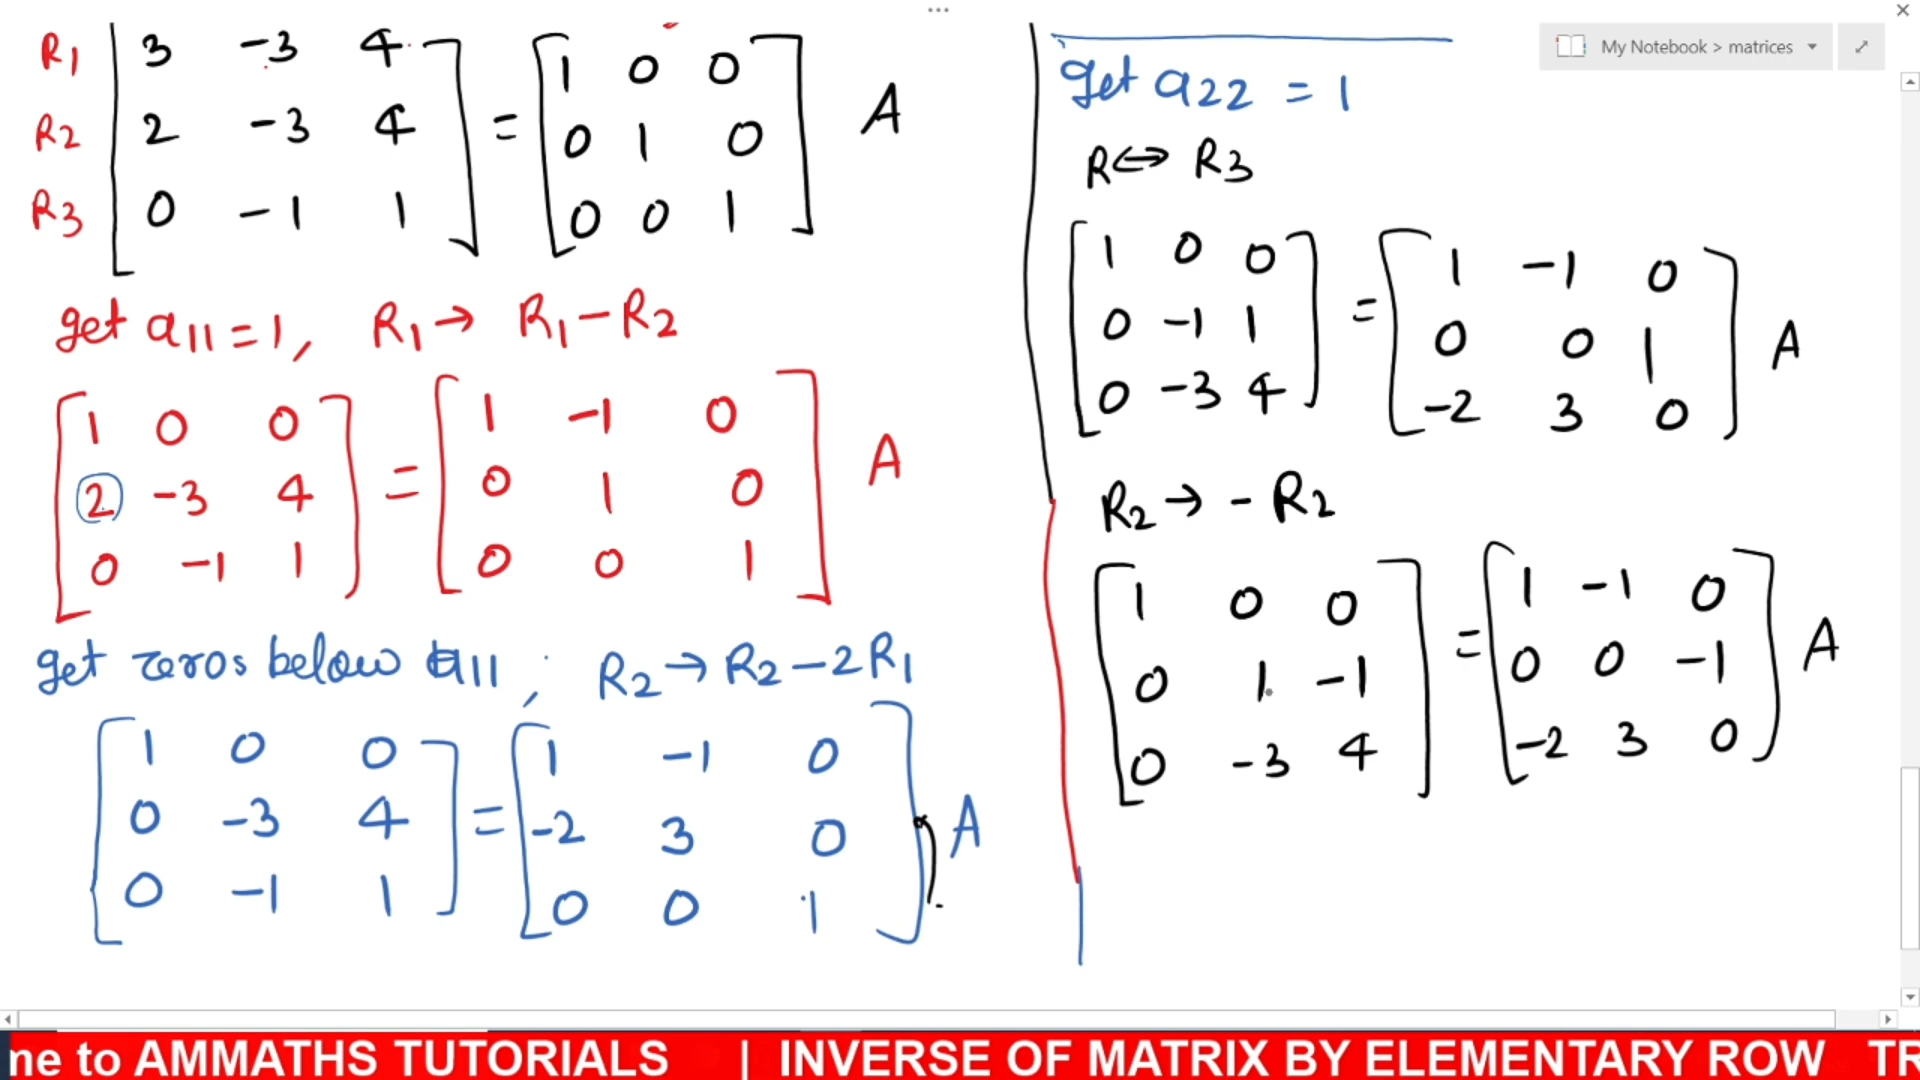 R1 3 -3 4 = 1 0 0 A
R2 2 -3 4 0 1 0
R3 0 -1 1 0 0 1
get a11 = 1, R1 → R1 - R2
1 0 0 = 1 -1 0 A
2 -3 4 0 1 0
0 -1 1 0 0 1
get zeros below a11 ; R2 → R2 - 2R1
1 0 0 = 1 -1 0 A
0 -3 4 -2 3 0
0 -1 1 0 0 1
My Notebook > matrices
get a22 = 1
R ↔ R3
1 0 0 = 1 -1 0 A
0 -1 1 0 0 1
0 -3 4 -2 3 0
R2 → - R2
1 0 0 = 1 -1 0 A
0 1 -1 0 0 -1
0 -3 4 -2 3 0
ne to AMMATHS TUTORIALS | INVERSE OF MATRIX BY ELEMENTARY ROW TR